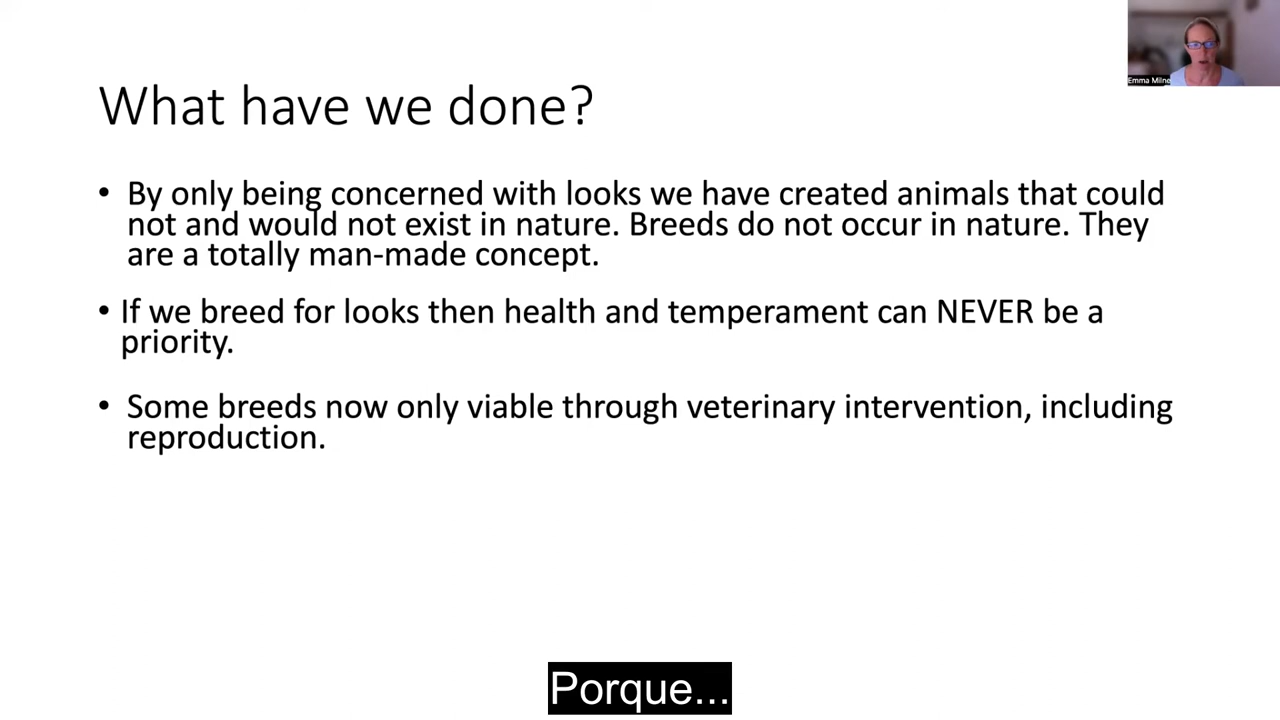 Emma Milne
What have we done?
• By only being concerned with looks we have created animals that could
not and would not exist in nature. Breeds do not occur in nature. They
are a totally man-made concept.
• If we breed for looks then health and temperament can NEVER be a
priority.
• Some breeds now only viable through veterinary intervention, including
reproduction.
Porque...